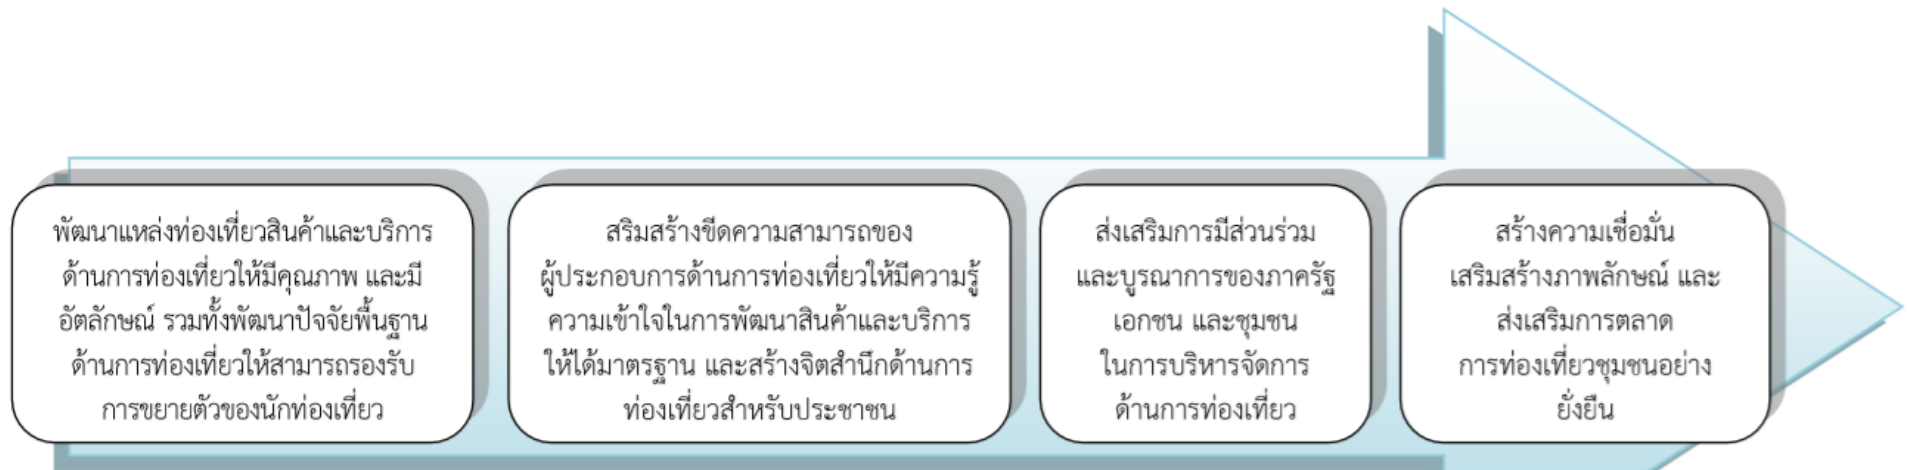 พัฒนาแหล่งท่องเที่ยวสินค้าและบริการ
ด้านการท่องเที่ยวให้มีคุณภาพ และมี
อัตลักษณ์ รวมทั้งพัฒนาปัจจัยพื้นฐาน
ด้านการท่องเที่ยวให้สามารถรองรับ
การขยายตัวของนักท่องเที่ยว
สริมสร้างขีดความสามารถของ
ผู้ประกอบการด้านการท่องเที่ยวให้มีความรู้
ความเข้าใจในการพัฒนาสินค้าและบริการ
ให้ได้มาตรฐาน และสร้างจิตสำนึกด้านการ
ท่องเที่ยวสำหรับประชาชน
ส่งเสริมการมีส่วนร่วม
และบูรณาการของภาครัฐ
เอกชน และชุมชน
ในการบริหารจัดการ
ด้านการท่องเที่ยว
สร้างความเชื่อมั่น
เสริมสร้างภาพลักษณ์ และ
ส่งเสริมการตลาด
การท่องเที่ยวชุมชนอย่าง
ยั่งยืน